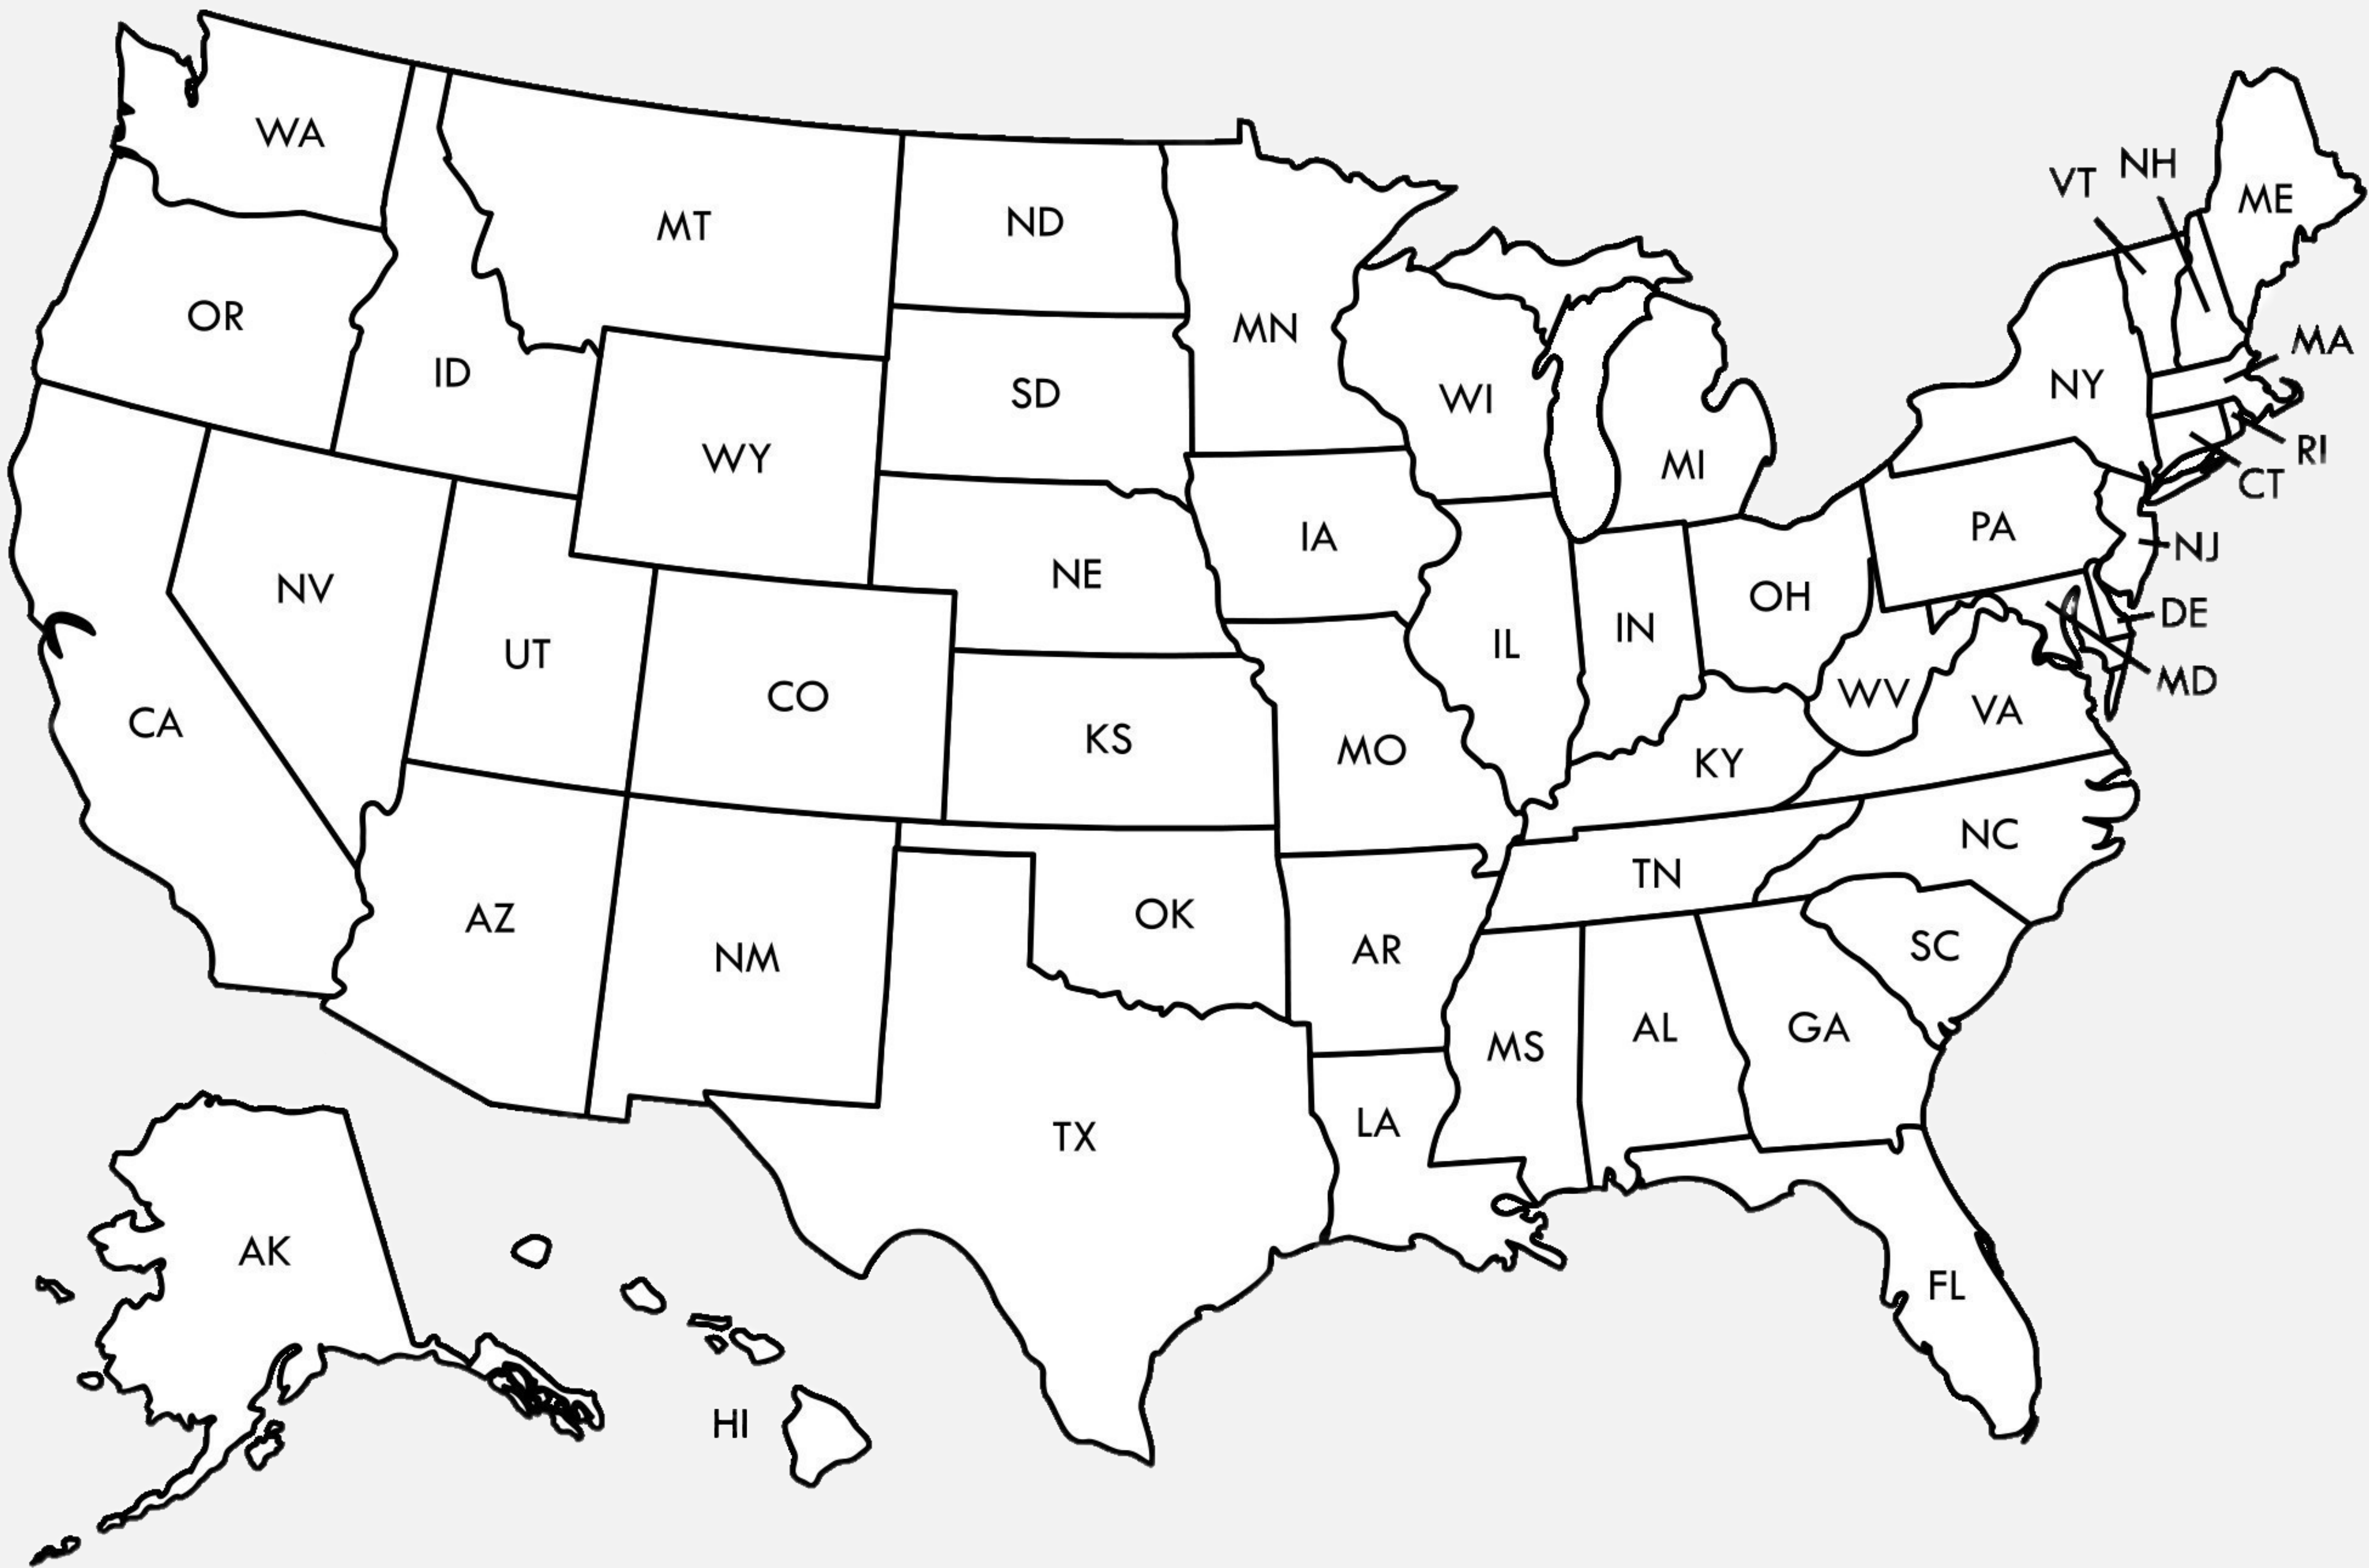 WA
MT
ND
VT
NH
ME
OR
ID
MN
SD
WY
WI
MI
NY
MA
RI
CT
NV
UT
CO
NE
IA
IL
IN
OH
PA
NJ
DE
MD
CA
KS
MO
KY
WV
VA
AZ
NM
OK
AR
TN
NC
SC
TX
LA
MS
AL
GA
FL
AK
HI